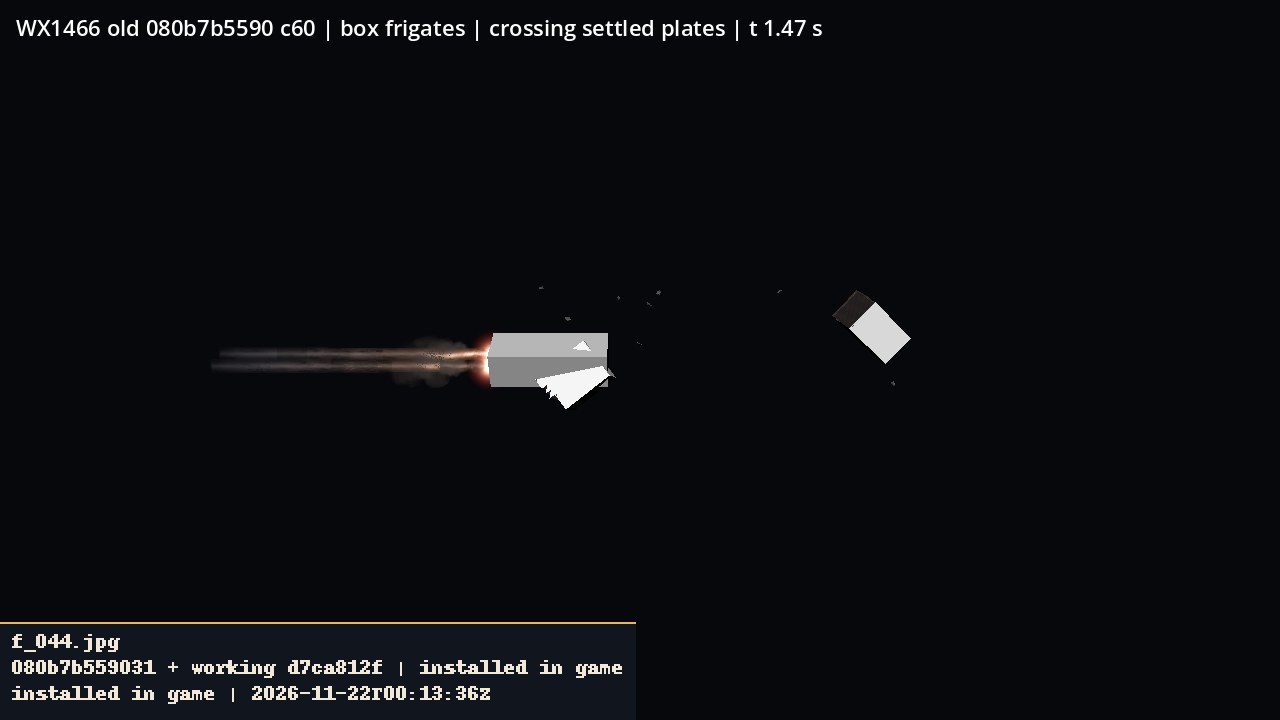 WX1466 old 080b7b5590 c60 | box frigates | crossing settled plates | t 1.47 s
f_044.jpg
080b7b559031 + working d7ca812f | installed in game
installed in game | 2026-11-22T00:13:36Z